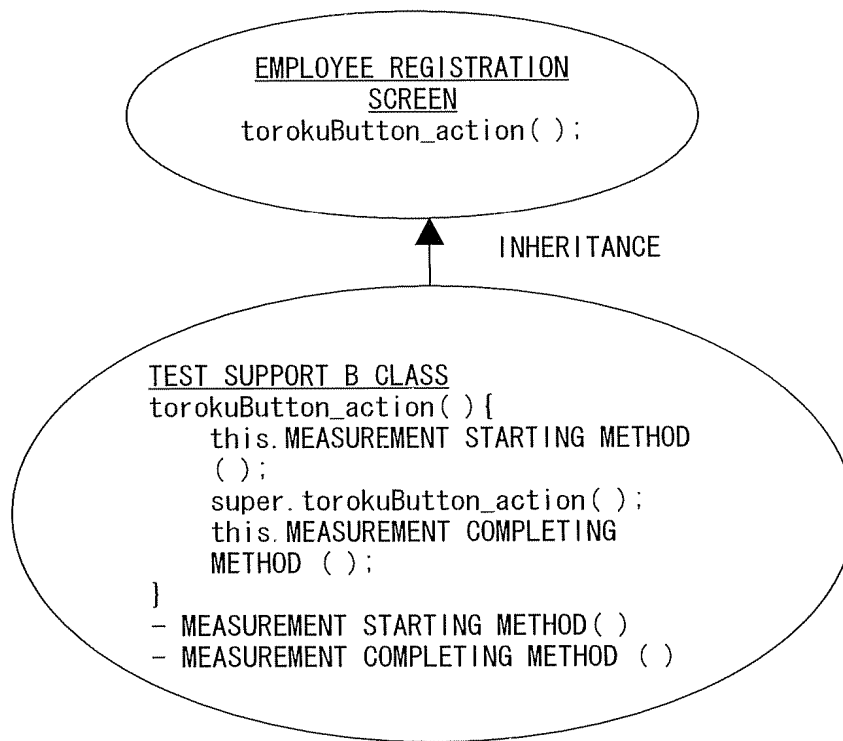 EMPLOYEE REGISTRATION
SCREEN
torokuButton_action( );
INHERITANCE
TEST SUPPORT B CLASS
torokuButton_action( ){
this.MEASUREMENT STARTING METHOD
( );
super.torokuButton_action( );
this.MEASUREMENT COMPLETING
METHOD ( );
}
- MEASUREMENT STARTING METHOD( )
- MEASUREMENT COMPLETING METHOD ( )